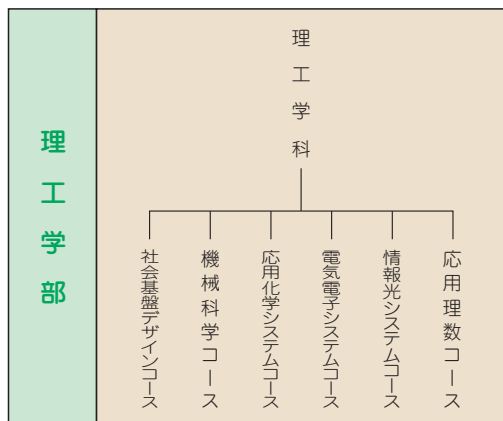 理工学部
理工学科
社会基盤デザインコース
機械科学コース
応用化学システムコース
電気電子システムコース
情報光システムコース
応用理数コース